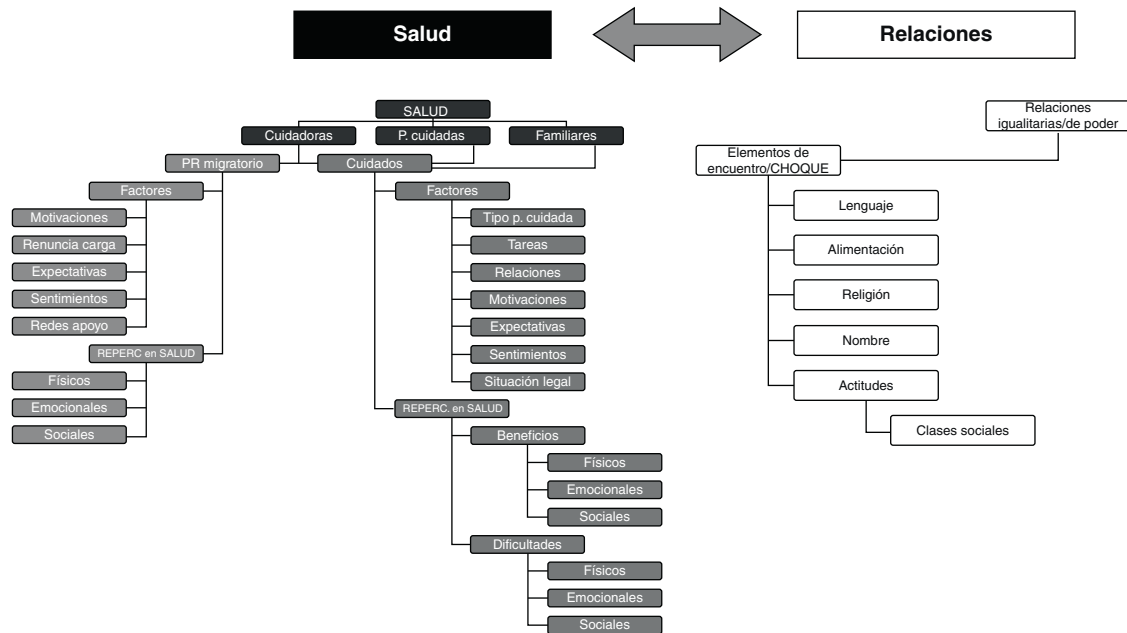 Salud
Relaciones
SALUD
Cuidadoras
P. cuidadas
Familiares
PR migratorio
Cuidados
Factores
Motivaciones
Renuncia carga
Expectativas
Sentimientos
Redes apoyo
REPERC en SALUD
Físicos
Emocionales
Sociales
Factores
Tipo p. cuidada
Tareas
Relaciones
Motivaciones
Expectativas
Sentimientos
Situación legal
REPERC. en SALUD
Beneficios
Físicos
Emocionales
Sociales
Dificultades
Físicos
Emocionales
Sociales
Relaciones
igualitarias/de poder
Elementos de
encuentro/CHOQUE
Lenguaje
Alimentación
Religión
Nombre
Actitudes
Clases sociales